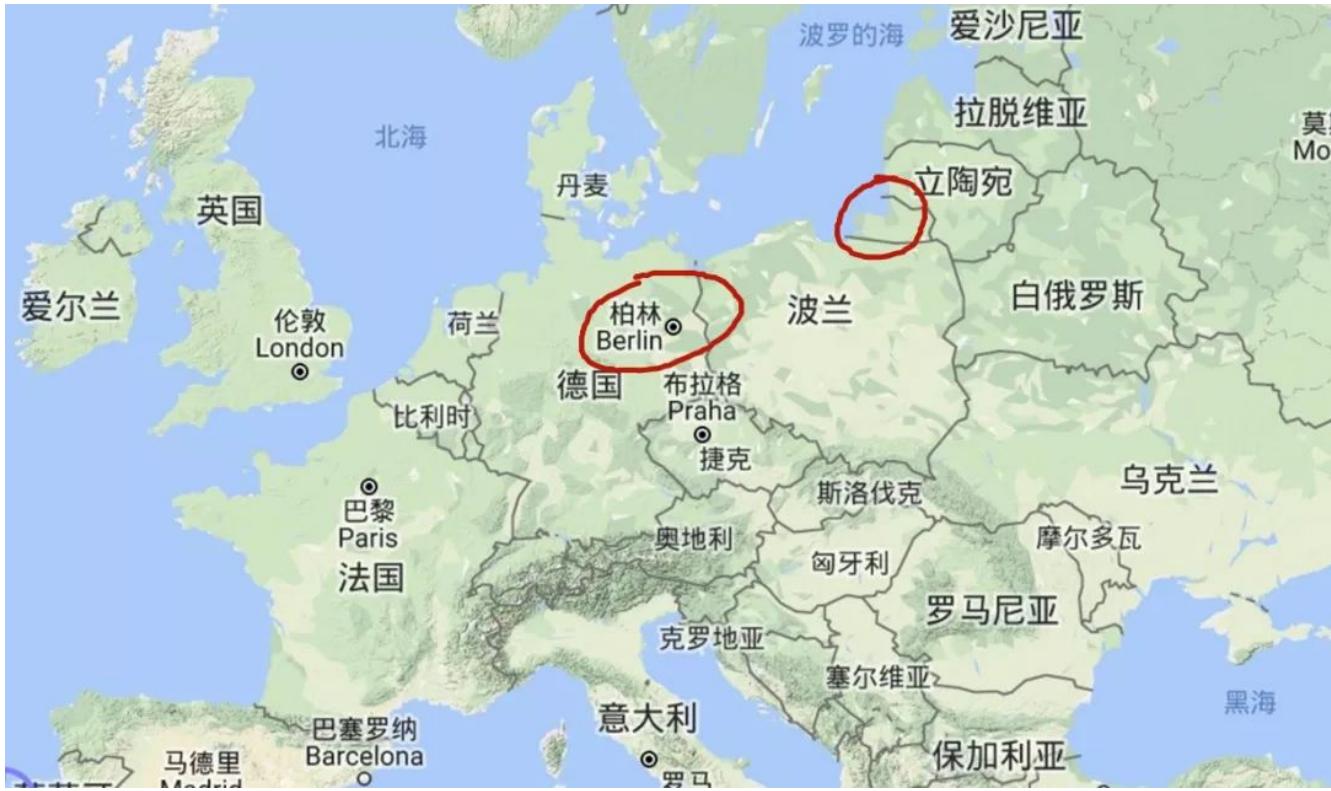 爱沙尼亚
波罗的海
拉脱维亚
莫
Mo
北海
丹麦
立陶宛
英国
爱尔兰
伦敦
London
荷兰
柏林
Berlin
波兰
白俄罗斯
德国
布拉格
Praha
比利时
捷克
乌克兰
斯洛伐克
巴黎
Paris
奥地利
摩尔多瓦
匈牙利
法国
罗马尼亚
克罗地亚
塞尔维亚
黑海
意大利
巴塞罗纳
Barcelona
保加利亚
马德里
Madrid
罗马